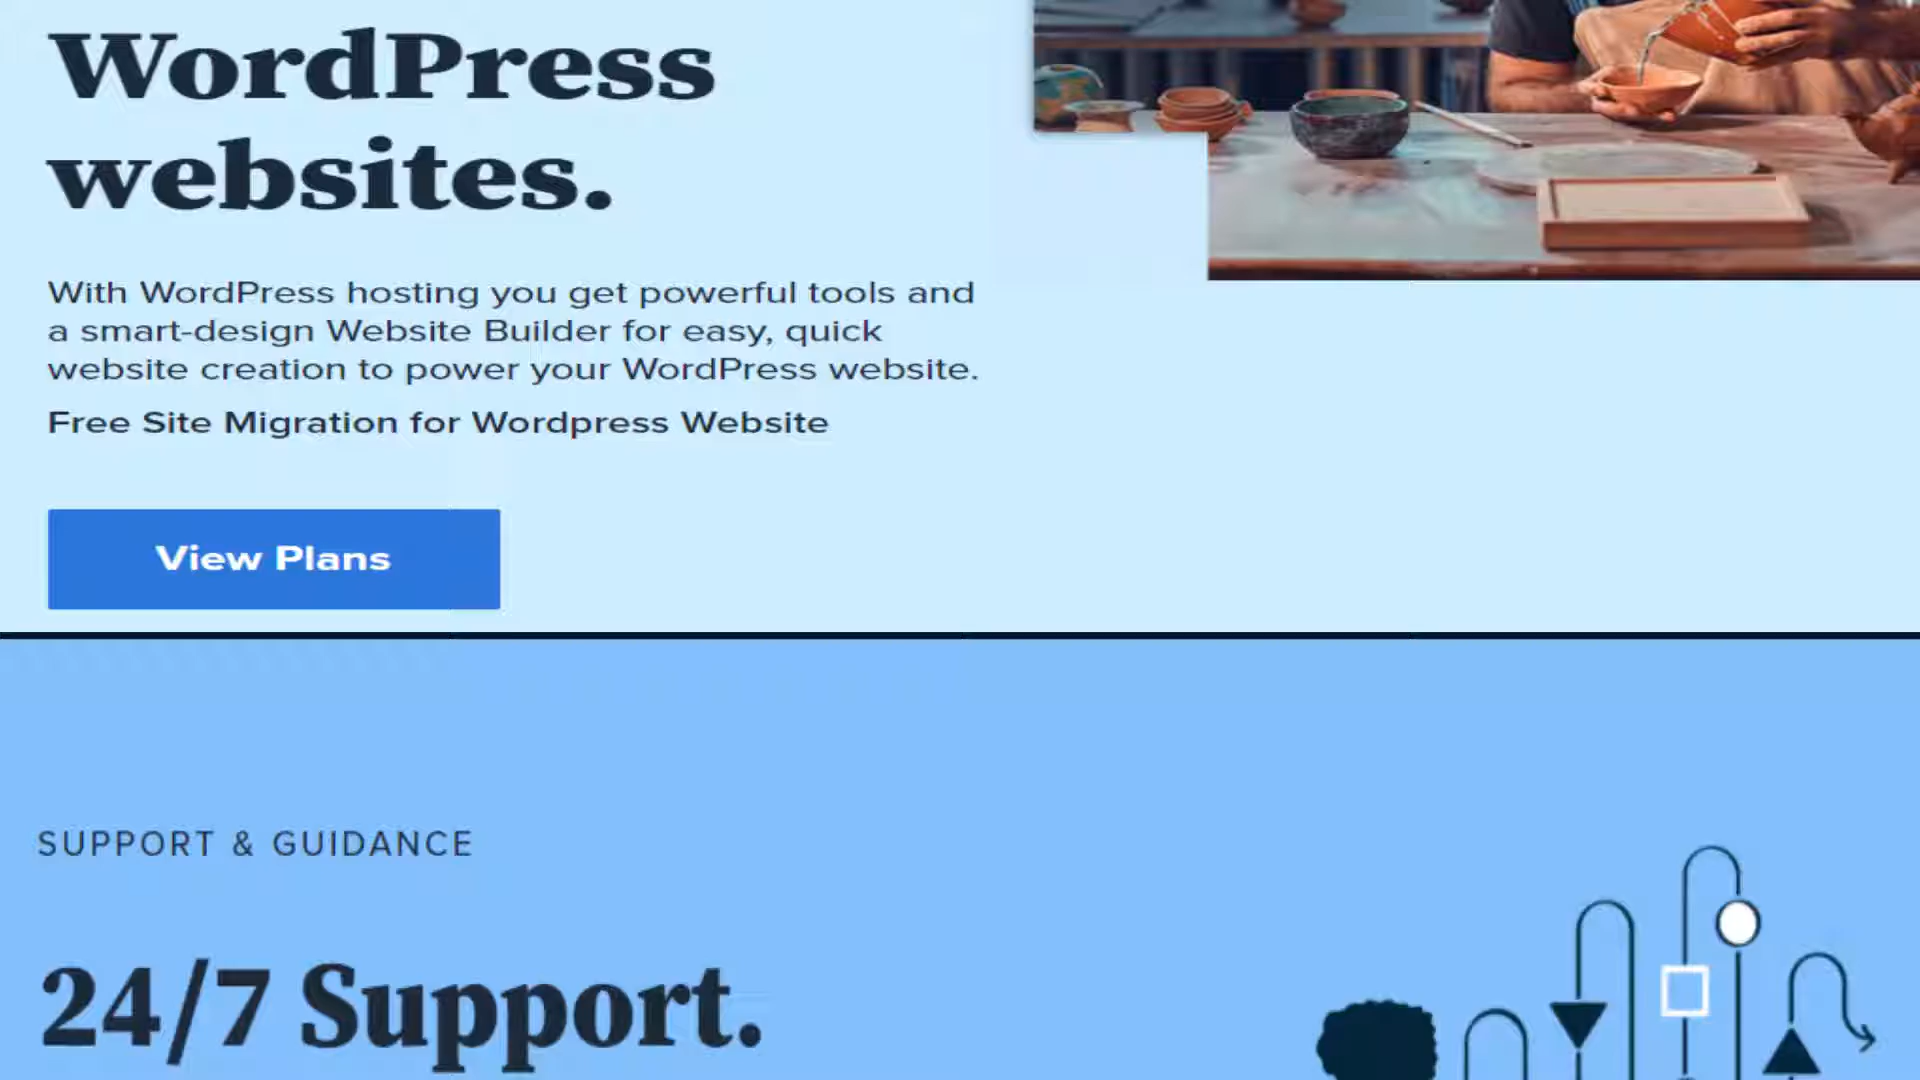 WordPress
websites.
With WordPress hosting you get powerful tools and
a smart-design Website Builder for easy, quick
website creation to power your WordPress website.
Free Site Migration for Wordpress Website
View Plans
SUPPORT & GUIDANCE
24/7 Support.